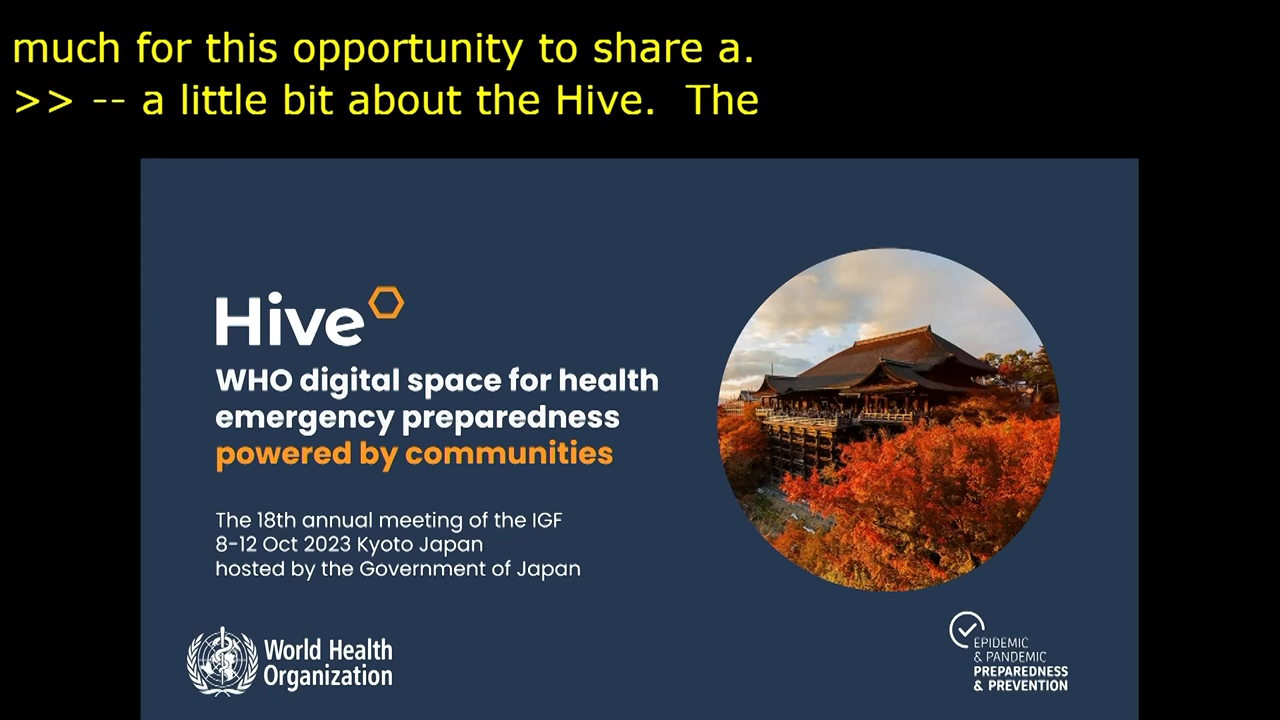 much for this opportunity to share a.
>> -- a little bit about the Hive.  The
Hive
WHO digital space for health
emergency preparedness
powered by communities
The 18th annual meeting of the IGF
8-12 Oct 2023 Kyoto Japan
hosted by the Government of Japan
World Health
Organization
EPIDEMIC
& PANDEMIC
PREPAREDNESS
& PREVENTION